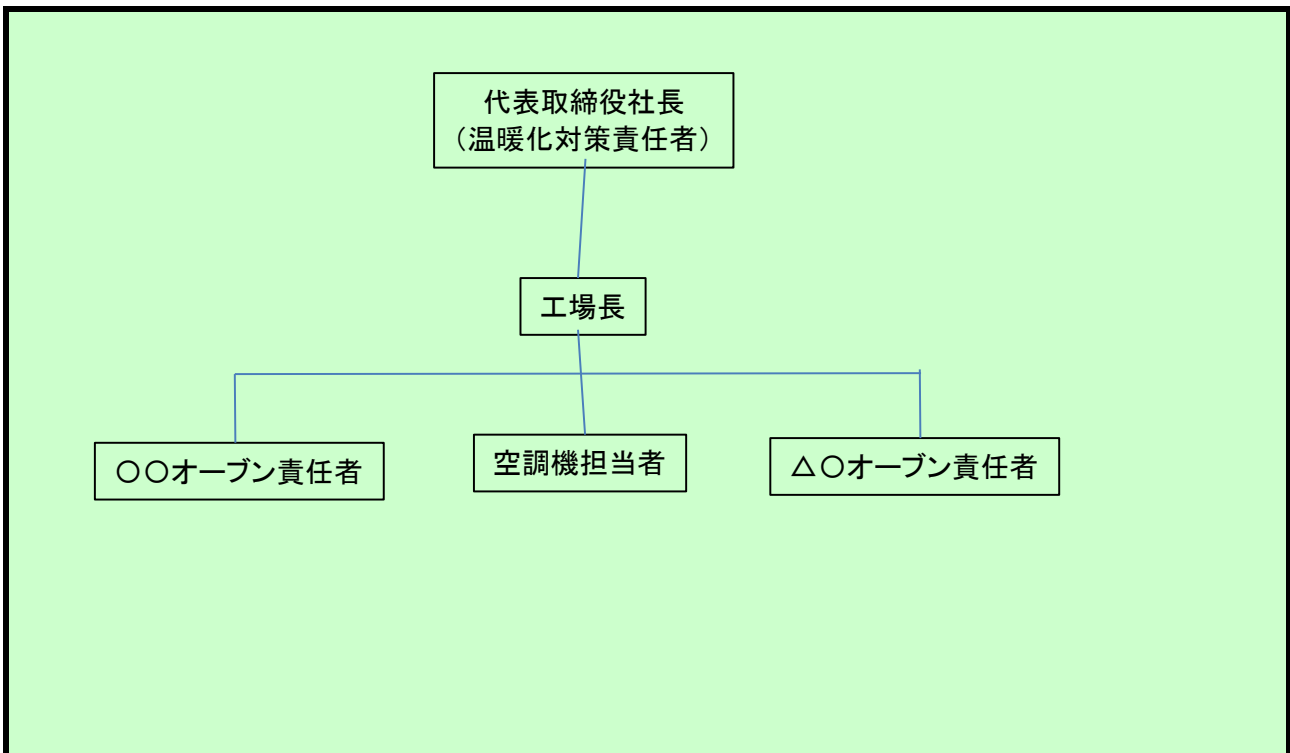 代表取締役社長
（温暖化対策責任者）
工場長
〇〇オーブン責任者
空調機担当者
△〇オーブン責任者